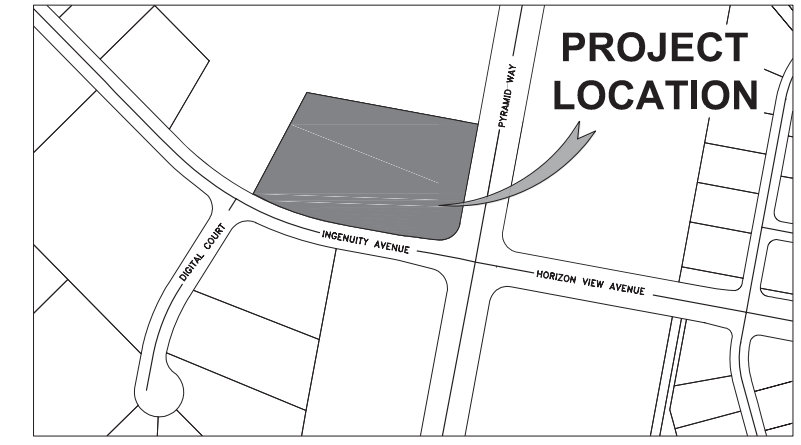 PROJECT
LOCATION
PYRAMID WAY
INGENUITY AVENUE
DIGITAL COURT
HORIZON VIEW AVENUE